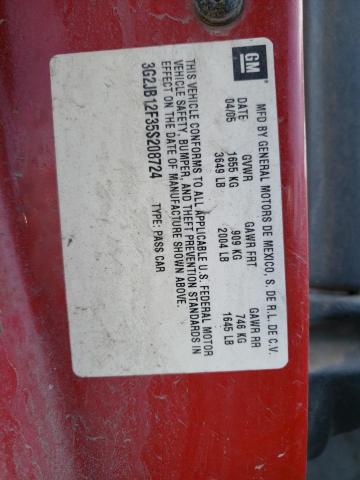 GM
MFD BY GENERAL MOTORS DE MEXICO, S. DE R.L. DE C.V.
DATE GVWR GAWR FRT GAWR RR
04/05 1655 KG 909 KG 746 KG
3649 LB 2004 LB 1645 LB
THIS VEHICLE CONFORMS TO ALL APPLICABLE U.S. FEDERAL MOTOR
VEHICLE SAFETY, BUMPER, AND THEFT PREVENTION STANDARDS IN
EFFECT ON THE DATE OF MANUFACTURE SHOWN ABOVE.
3G2JB12F35S208724 TYPE: PASS CAR